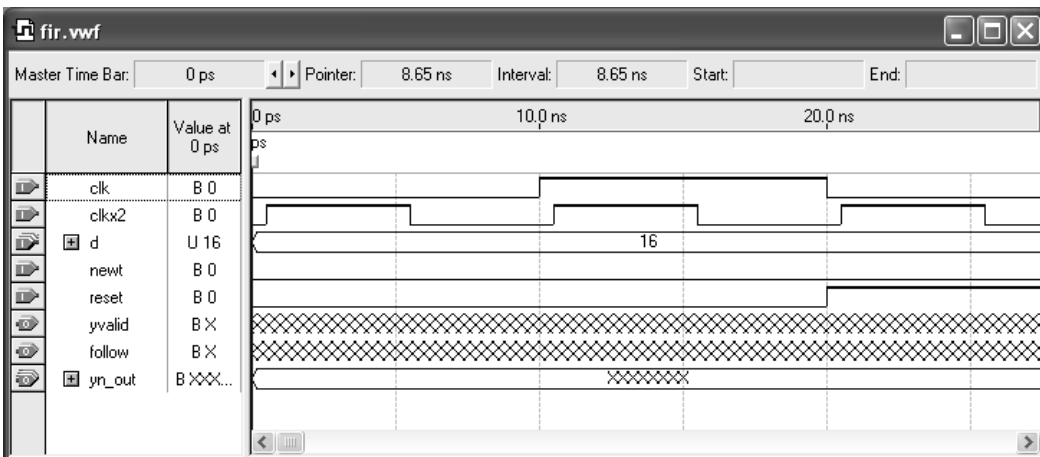 fir.vwf
Master Time Bar: 0 ps Pointer: 8.65 ns Interval: 8.65 ns Start: End:
Name Value at 0 ps 0 ps 10.0 ns 20.0 ns
ps
clk B 0
clkx2 B 0
d U 16 16
newt B 0
reset B 0
yvalid B X
follow B X
yn_out B XXX... XXXXXXXX